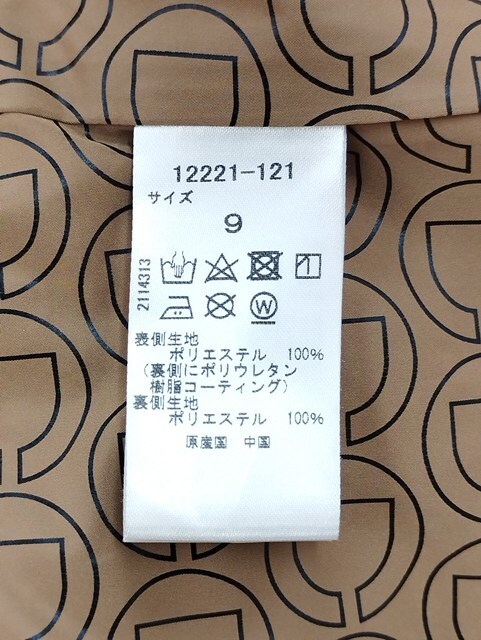 12221-121
サイズ
9
2114313
W
表側生地
ポリエステル 100%
(裏側にポリウレタン
樹脂コーティング)
裏側生地
ポリエステル 100%
原産国 中国